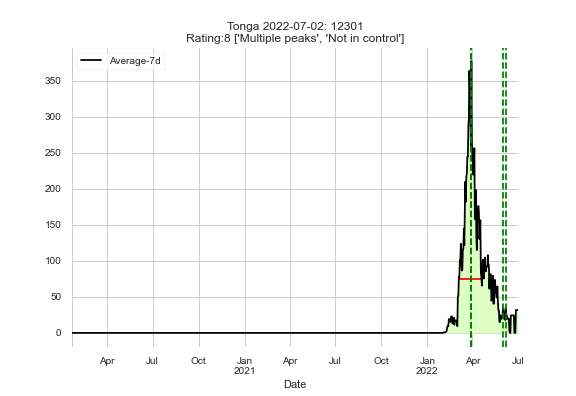 Tonga 2022-07-02: 12301
Rating:8 ['Multiple peaks', 'Not in control']
Average-7d
350
300
250
200
150
100
50
0
Apr Jul Oct Jan Apr Jul Oct Jan Apr Jul
2021 2022
Date